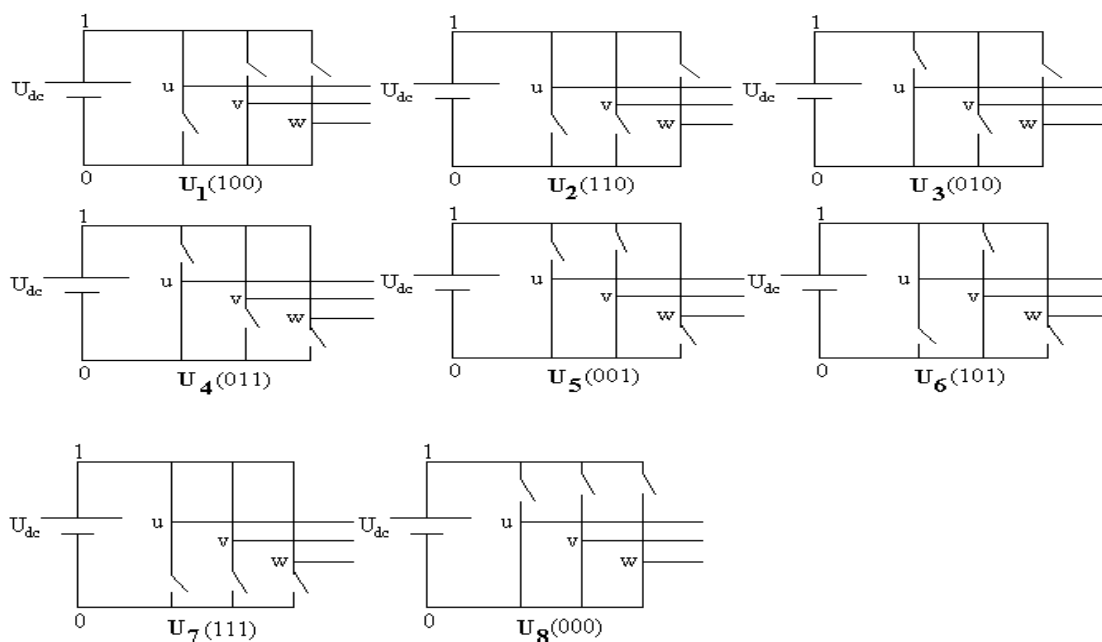 1 1 1
U_dc u v w U_dc u v w U_dc u v w
0 0 0
U_1(100) U_2(110) U_3(010)
1 1 1
U_dc u v w U_dc u v w U_dc u v w
0 0 0
U_4(011) U_5(001) U_6(101)
1 1
U_dc u v w U_dc u v w
0 0
U_7(111) U_8(000)